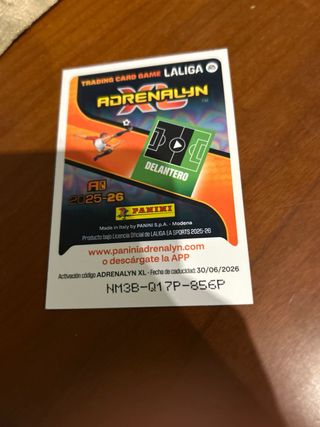 TRADING CARD GAME LALIGA
ADRENALYN
XL
DELANTERO
2025-26
PANINI
Made in Italy by PANINI S.p.A. - Modena
Producto bajo Licencia Oficial de LALIGA EA SPORTS 2025-26
www.paniniadrenalyn.com
o descárgate la APP
Activación código ADRENALYN XL - Fecha de caducidad: 30/06/2026
NM3B-Q17P-856P